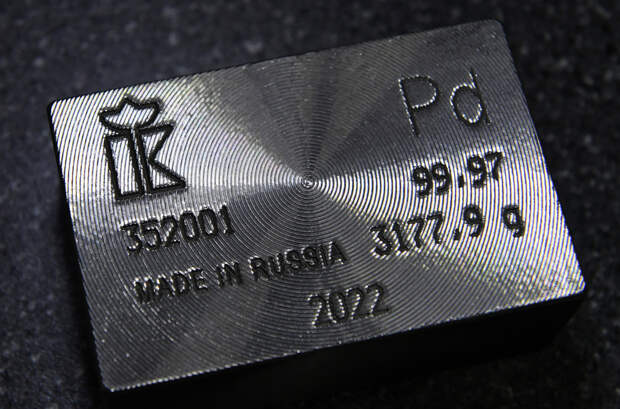 Pd
99.97
352001
3177,9 g
MADE IN RUSSIA
2022